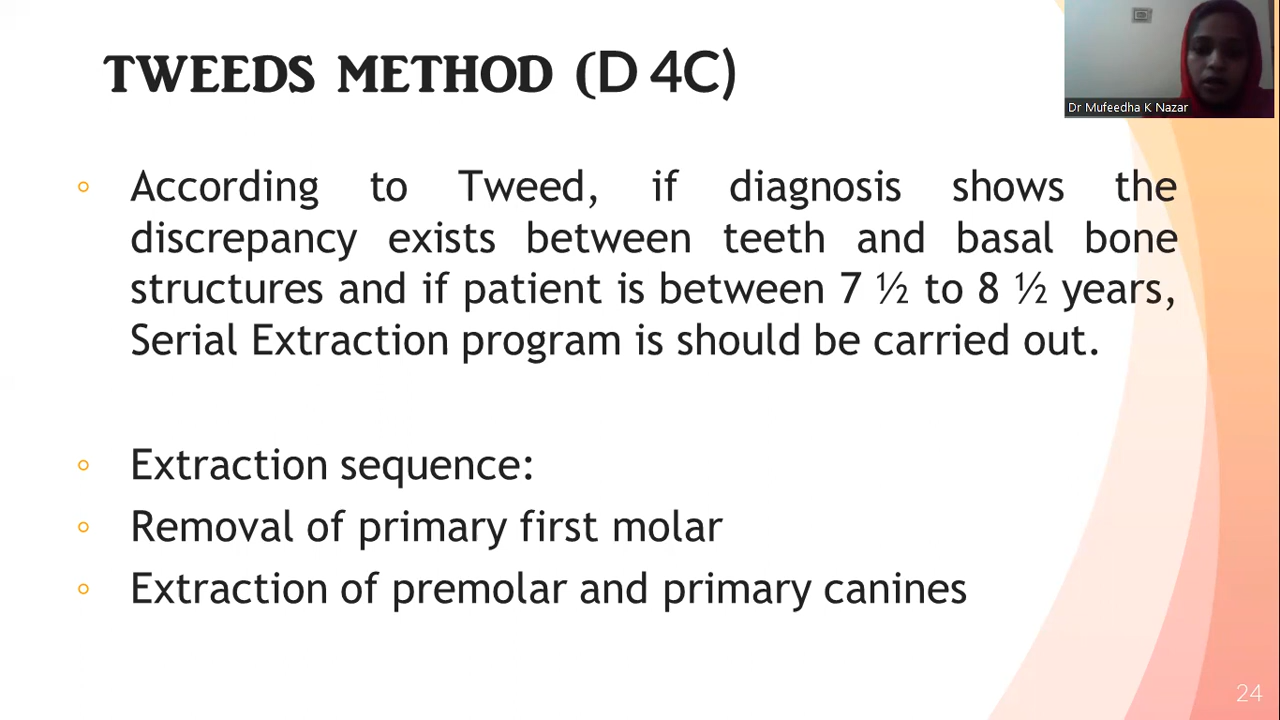 TWEEDS METHOD (D 4C)
Dr Mufeedha K Nazar
◦ According to Tweed, if diagnosis shows the
discrepancy exists between teeth and basal bone
structures and if patient is between 7 ½ to 8 ½ years,
Serial Extraction program is should be carried out.
◦ Extraction sequence:
◦ Removal of primary first molar
◦ Extraction of premolar and primary canines
24